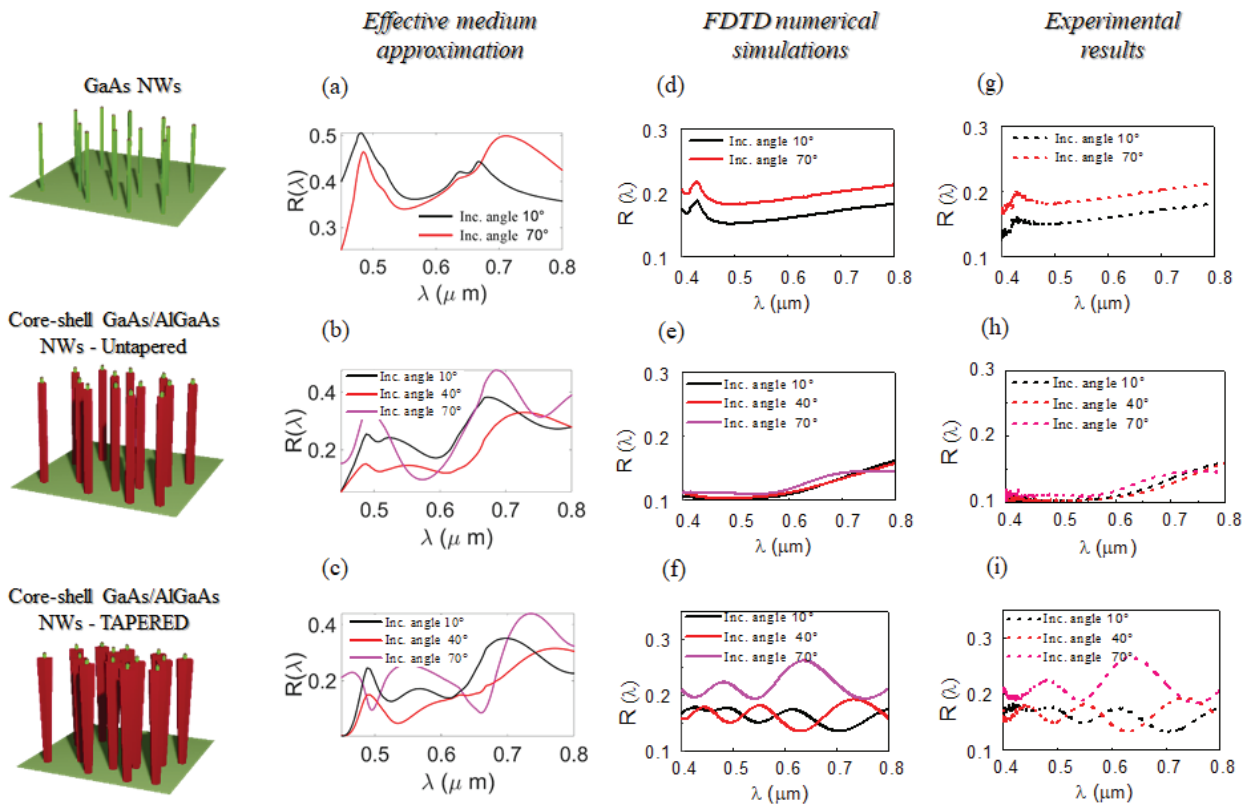 Effective medium
approximation
FDTD numerical
simulations
Experimental
results
GaAs NWs
(a)
R(λ)
0.5
0.4
0.3
Inc. angle 10°
Inc. angle 70°
0.5 0.6 0.7 0.8
λ (μ m)
(d)
R (λ)
0.3
0.2
0.1
Inc. angle 10°
Inc. angle 70°
0.4 0.5 0.6 0.7 0.8
λ (μm)
(g)
R (λ)
0.3
0.2
0.1
Inc. angle 10°
Inc. angle 70°
0.4 0.5 0.6 0.7 0.8
λ (μm)
Core-shell GaAs/AlGaAs
NWs - Untapered
(b)
R(λ)
0.4
0.2
Inc. angle 10°
Inc. angle 40°
Inc. angle 70°
0.5 0.6 0.7 0.8
λ (μ m)
(e)
R (λ)
0.3
0.2
0.1
Inc. angle 10°
Inc. angle 40°
Inc. angle 70°
0.4 0.5 0.6 0.7 0.8
λ (μm)
(h)
R (λ)
0.3
0.2
0.1
Inc. angle 10°
Inc. angle 40°
Inc. angle 70°
0.4 0.5 0.6 0.7 0.8
λ (μm)
Core-shell GaAs/AlGaAs
NWs - TAPERED
(c)
R(λ)
0.4
0.2
Inc. angle 10°
Inc. angle 40°
Inc. angle 70°
0.5 0.6 0.7 0.8
λ (μ m)
(f)
R (λ)
0.3
0.2
0.1
Inc. angle 10°
Inc. angle 40°
Inc. angle 70°
0.4 0.5 0.6 0.7 0.8
λ (μm)
(i)
R (λ)
0.3
0.2
0.1
Inc. angle 10°
Inc. angle 40°
Inc. angle 70°
0.4 0.5 0.6 0.7 0.8
λ (μm)